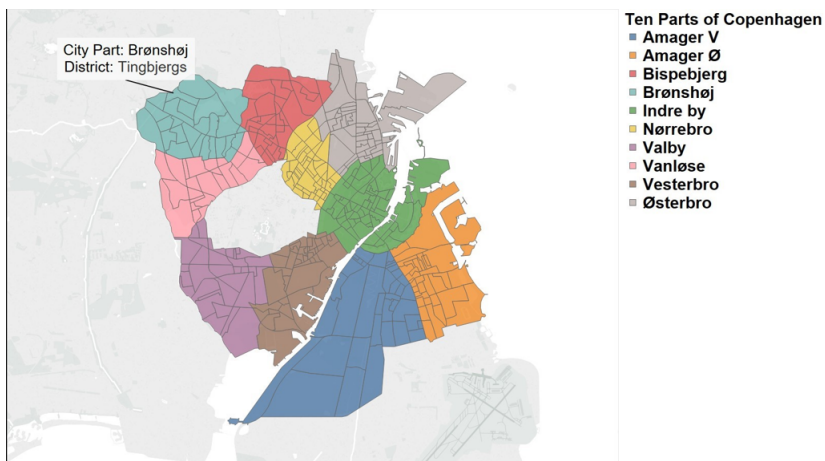 Ten Parts of Copenhagen
Amager V
Amager Ø
Bispebjerg
Brønshøj
Indre by
Nørrebro
Valby
Vanløse
Vesterbro
Østerbro
City Part: Brønshøj
District: Tingbjergs